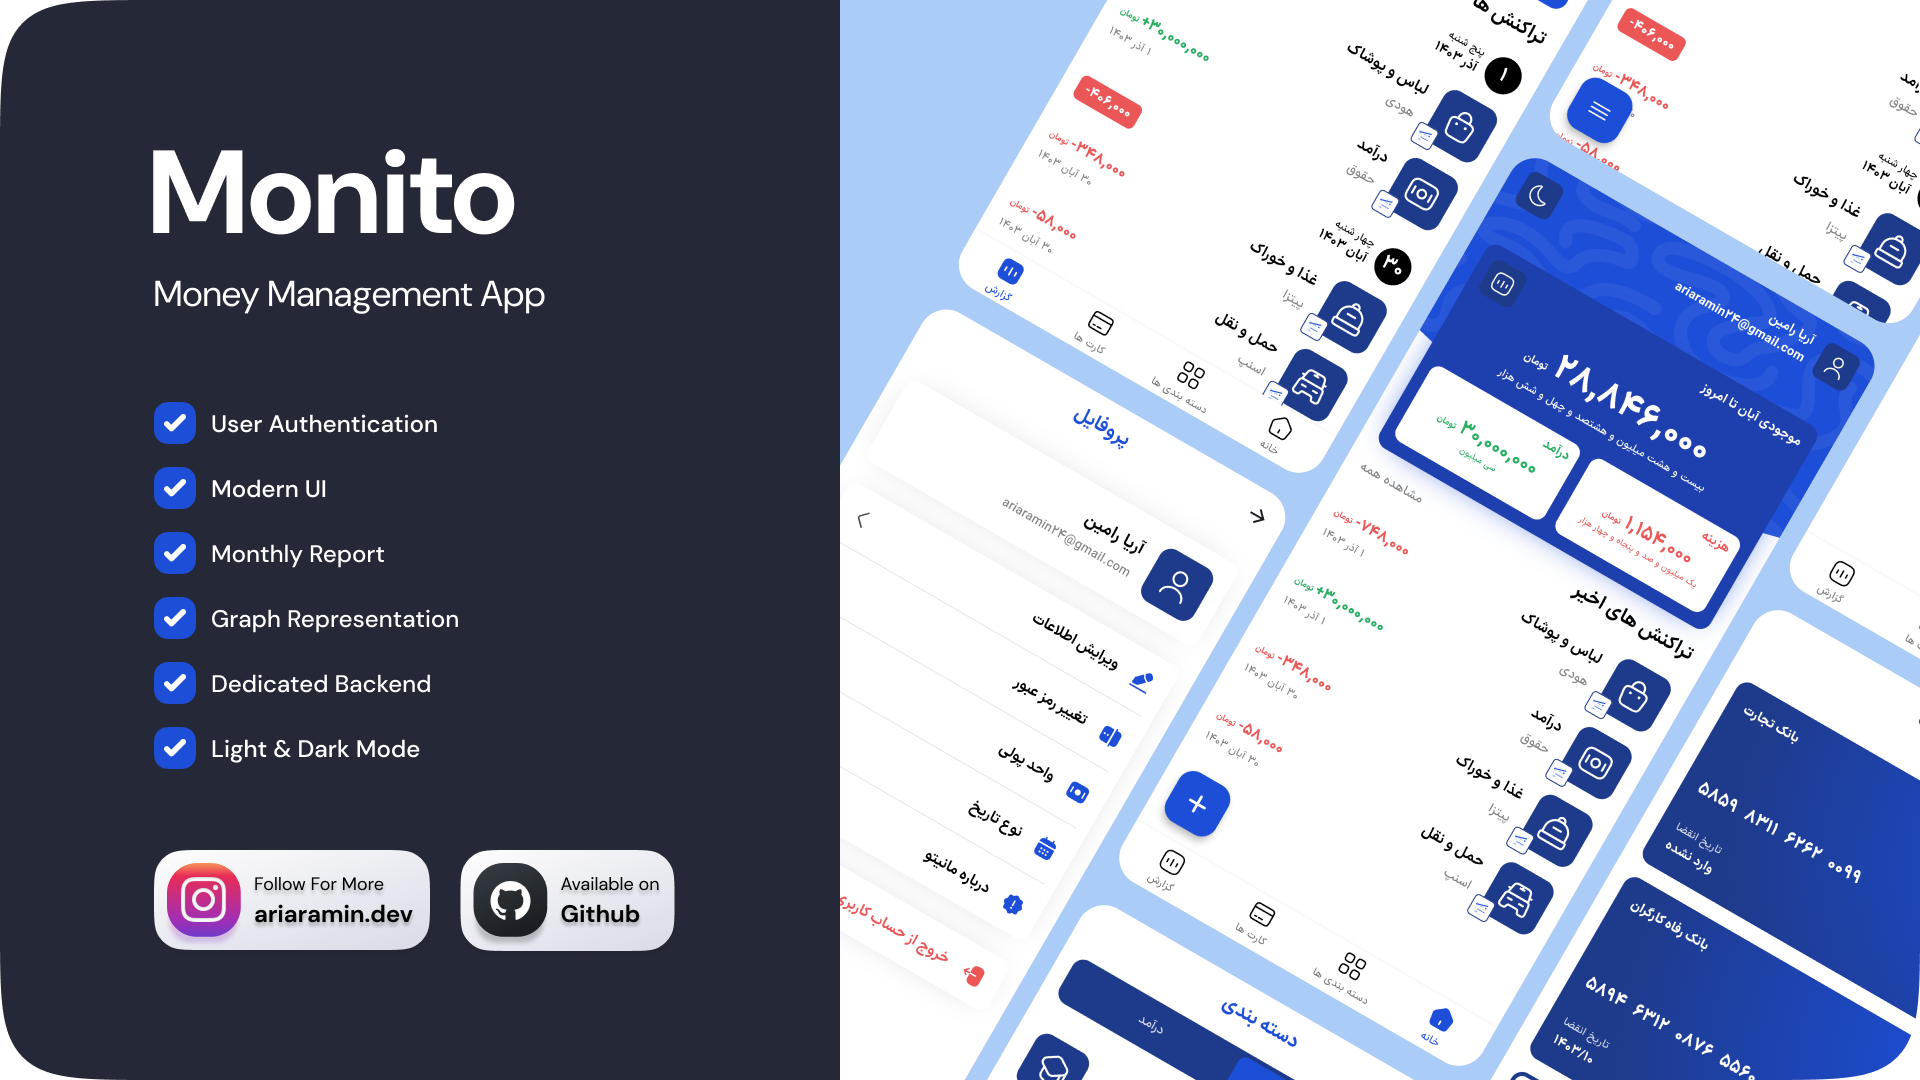 Monito
Money Management App
User Authentication
Modern UI
Monthly Report
Graph Representation
Dedicated Backend
Light & Dark Mode
Follow For More
ariaramin.dev
Available on
Github
تراکنش ها
پنج شنبه
۱
آذر ۱۴۰۳
لباس و پوشاک
هودی
+۳۰,۰۰۰,۰۰۰ تومان
۱ آذر ۱۴۰۳
درآمد
حقوق
-۴۰۶,۰۰۰
چهار شنبه
۳۰
آبان ۱۴۰۳
غذا و خوراک
پیتزا
-۳۴۸,۰۰۰ تومان
۳۰ آبان ۱۴۰۳
حمل و نقل
اسنپ
-۵۸,۰۰۰ تومان
۳۰ آبان ۱۴۰۳
خانه
دسته بندی ها
کارت ها
گزارش
-۴۰۶,۰۰۰
-۳۴۸,۰۰۰ تومان
-۵۸,۰۰۰
حقوق
چهار شنبه
آبان ۱۴۰۳
غذا و خوراک
پیتزا
حمل و نقل
آریا رامین
ariaramin۲۴@gmail.com
موجودی آبان تا امروز
۲۸,۸۴۶,۰۰۰ تومان
بیست و هشت میلیون و هشتصد و چهل و شش هزار
هزینه
۱,۱۵۴,۰۰۰ تومان
یک میلیون و صد و پنجاه و چهار هزار
درآمد
۳۰,۰۰۰,۰۰۰ تومان
سی میلیون
تراکنش های اخیر
مشاهده همه
لباس و پوشاک
هودی
-۷۴۸,۰۰۰ تومان
۱ آذر ۱۴۰۳
درآمد
حقوق
+۳۰,۰۰۰,۰۰۰ تومان
۱ آذر ۱۴۰۳
غذا و خوراک
پیتزا
-۳۴۸,۰۰۰ تومان
۳۰ آبان ۱۴۰۳
حمل و نقل
اسنپ
-۵۸,۰۰۰ تومان
۳۰ آبان ۱۴۰۳
خانه
دسته بندی ها
کارت ها
گزارش
پروفایل
آریا رامین
ariaramin۲۴@gmail.com
ویرایش اطلاعات
تغییر رمز عبور
واحد پولی
نوع تاریخ
درباره مانیتو
خروج از حساب کاربری
دسته بندی
درآمد
گزارش
بانک تجارت
۵۸۵۹ ۸۳۱۱ ۶۲۶۲ ۰۰۹۹
تاریخ انقضا
وارد نشده
بانک رفاه کارگران
۵۸۹۴ ۶۳۱۲ ۰۸۷۶ ۵۵۶۰
تاریخ انقضا
۱۴۰۳/۱۰